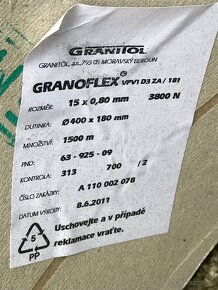 GRANITOL
GRANITOL a.s., 793 05 MORAVSKÝ BEROUN
GRANOFLEX® VPV1 D3 ZA / 181
ROZMĚR: 15 x 0,80 mm 3800 N
DUTINKA: Ø 400 x 180 mm
MNOŽSTVÍ: 1500 m
PND: 63 - 925 - 09
KONTROLA: 313 700 / 2
ČÍSLO ZAKÁZKY: A 110 002 078
DATUM VÝROBY: 8.6.2011
5
PP
Uschovejte a v případě
reklamace vraťte.